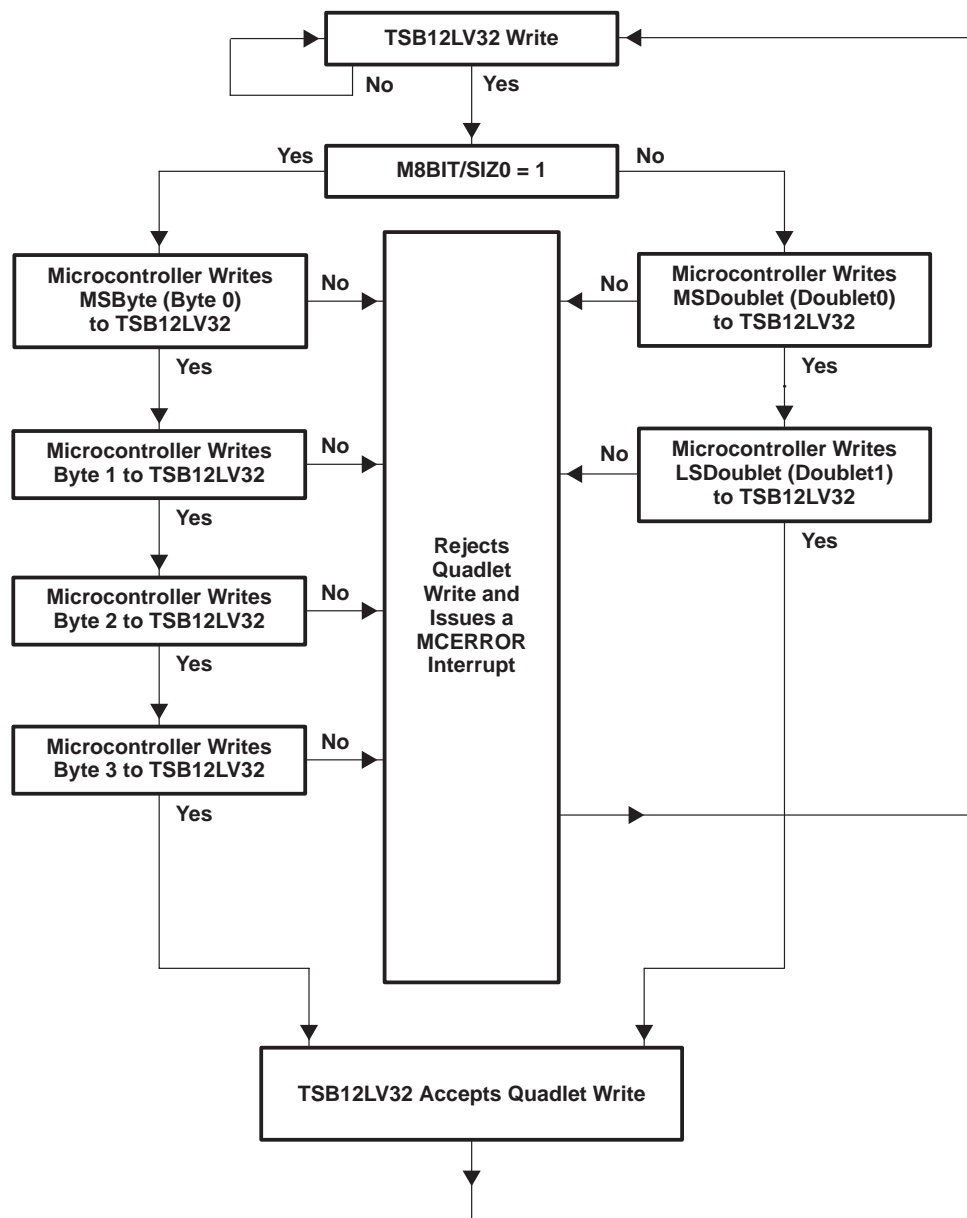 TSB12LV32 Write
No
Yes
Yes
M8BIT/SIZ0 = 1
No
Microcontroller Writes
MSByte (Byte 0)
to TSB12LV32
No
Yes
Microcontroller Writes
Byte 1 to TSB12LV32
No
Yes
Microcontroller Writes
Byte 2 to TSB12LV32
No
Yes
Microcontroller Writes
Byte 3 to TSB12LV32
No
Yes
Rejects
Quadlet
Write and
Issues a
MCERROR
Interrupt
No
Microcontroller Writes
MSDoublet (Doublet0)
to TSB12LV32
Yes
No
Microcontroller Writes
LSDoublet (Doublet1)
to TSB12LV32
Yes
TSB12LV32 Accepts Quadlet Write